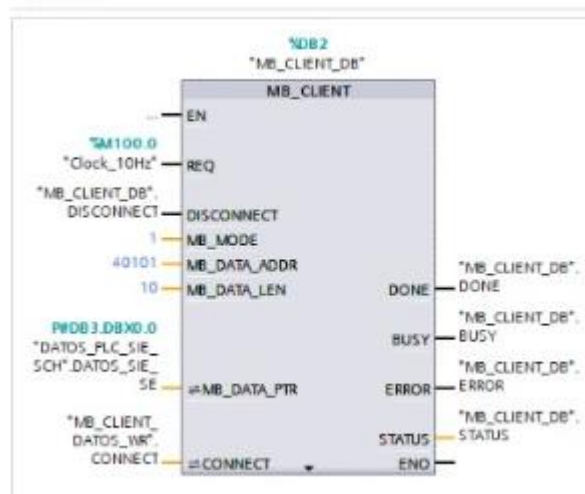 %DB2
"MB_CLIENT_DB"
MB_CLIENT
... EN
%M100.0
"Clock_10Hz" REQ
"MB_CLIENT_DB".
DISCONNECT DISCONNECT
1 MB_MODE
40101 MB_DATA_ADDR
10 MB_DATA_LEN
P#DB3.DBX0.0
"DATOS_PLC_SIE_
SCH".DATOS_SIE_
SE MB_DATA_PTR
"MB_CLIENT_
DATOS_WR".
CONNECT CONNECT
"MB_CLIENT_DB".
DONE DONE
"MB_CLIENT_DB".
BUSY BUSY
"MB_CLIENT_DB".
ERROR ERROR
"MB_CLIENT_DB".
STATUS STATUS
ENO